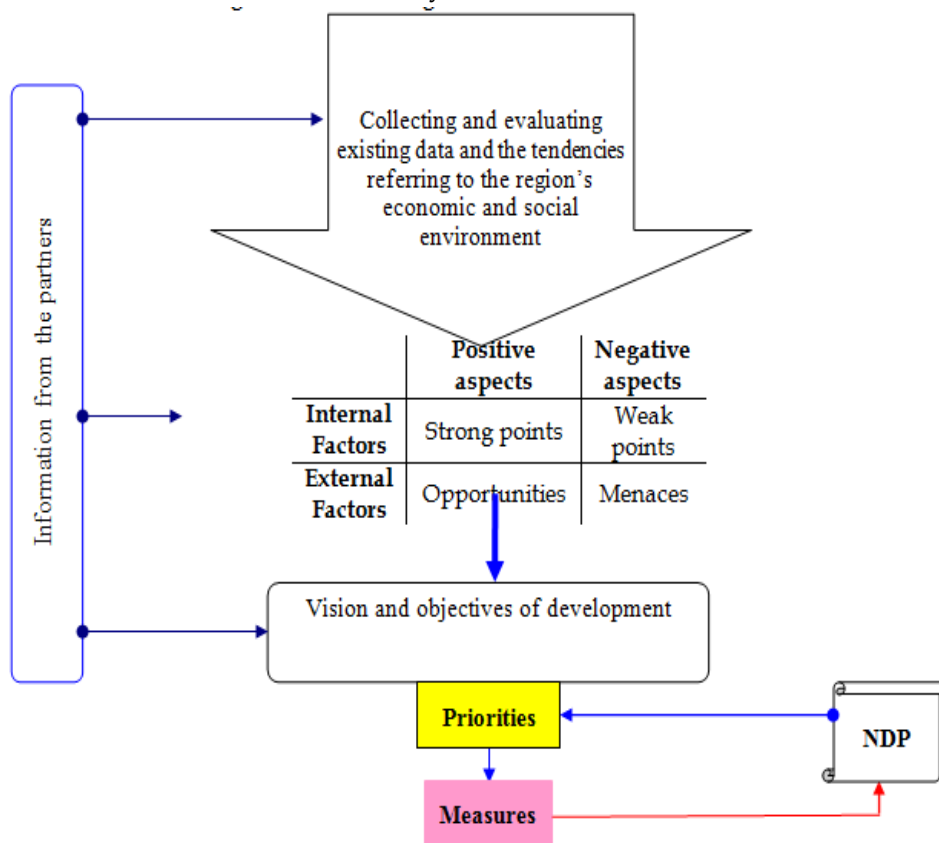 Collecting and evaluating
existing data and the tendencies
referring to the region's
economic and social
environment
Information from the partners
Positive
aspects
Negative
aspects
Internal
Factors
Strong points
Weak
points
External
Factors
Opportunities
Menaces
Vision and objectives of development
Priorities
NDP
Measures